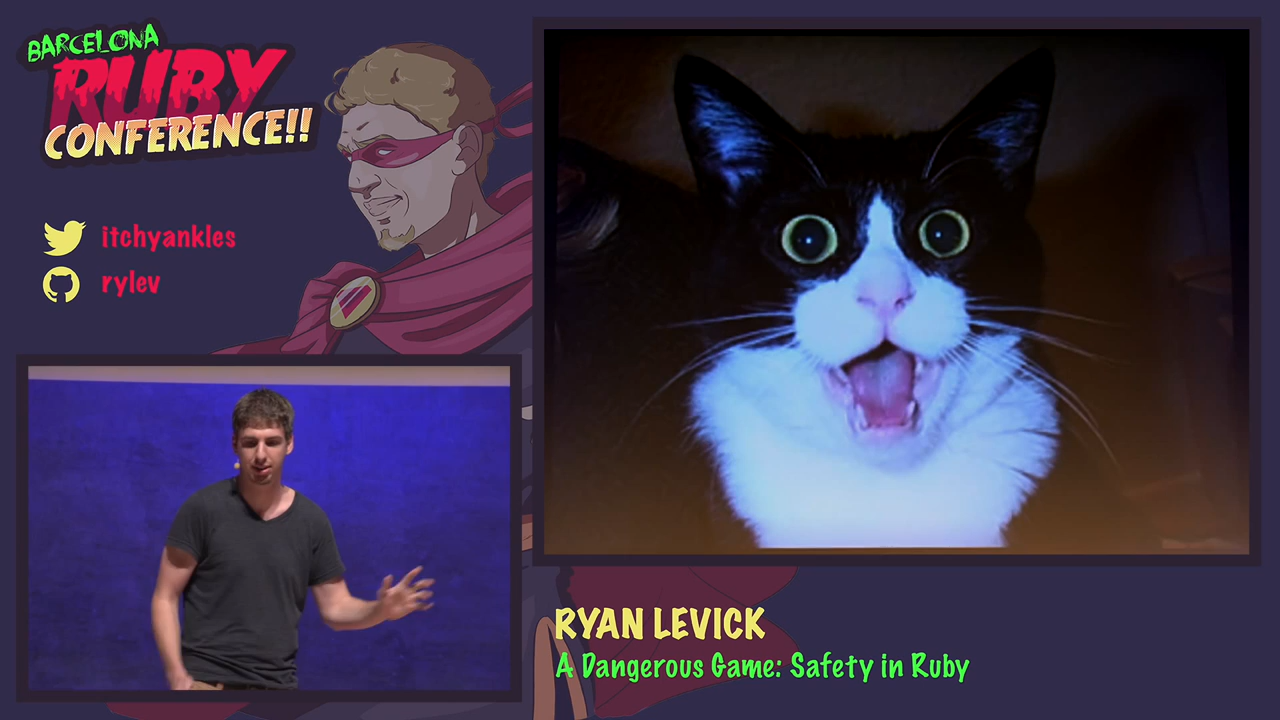 BARCELONA
RUBY
CONFERENCE!!
itchyankles
rylev
RYAN LEVICK
A Dangerous Game: Safety in Ruby